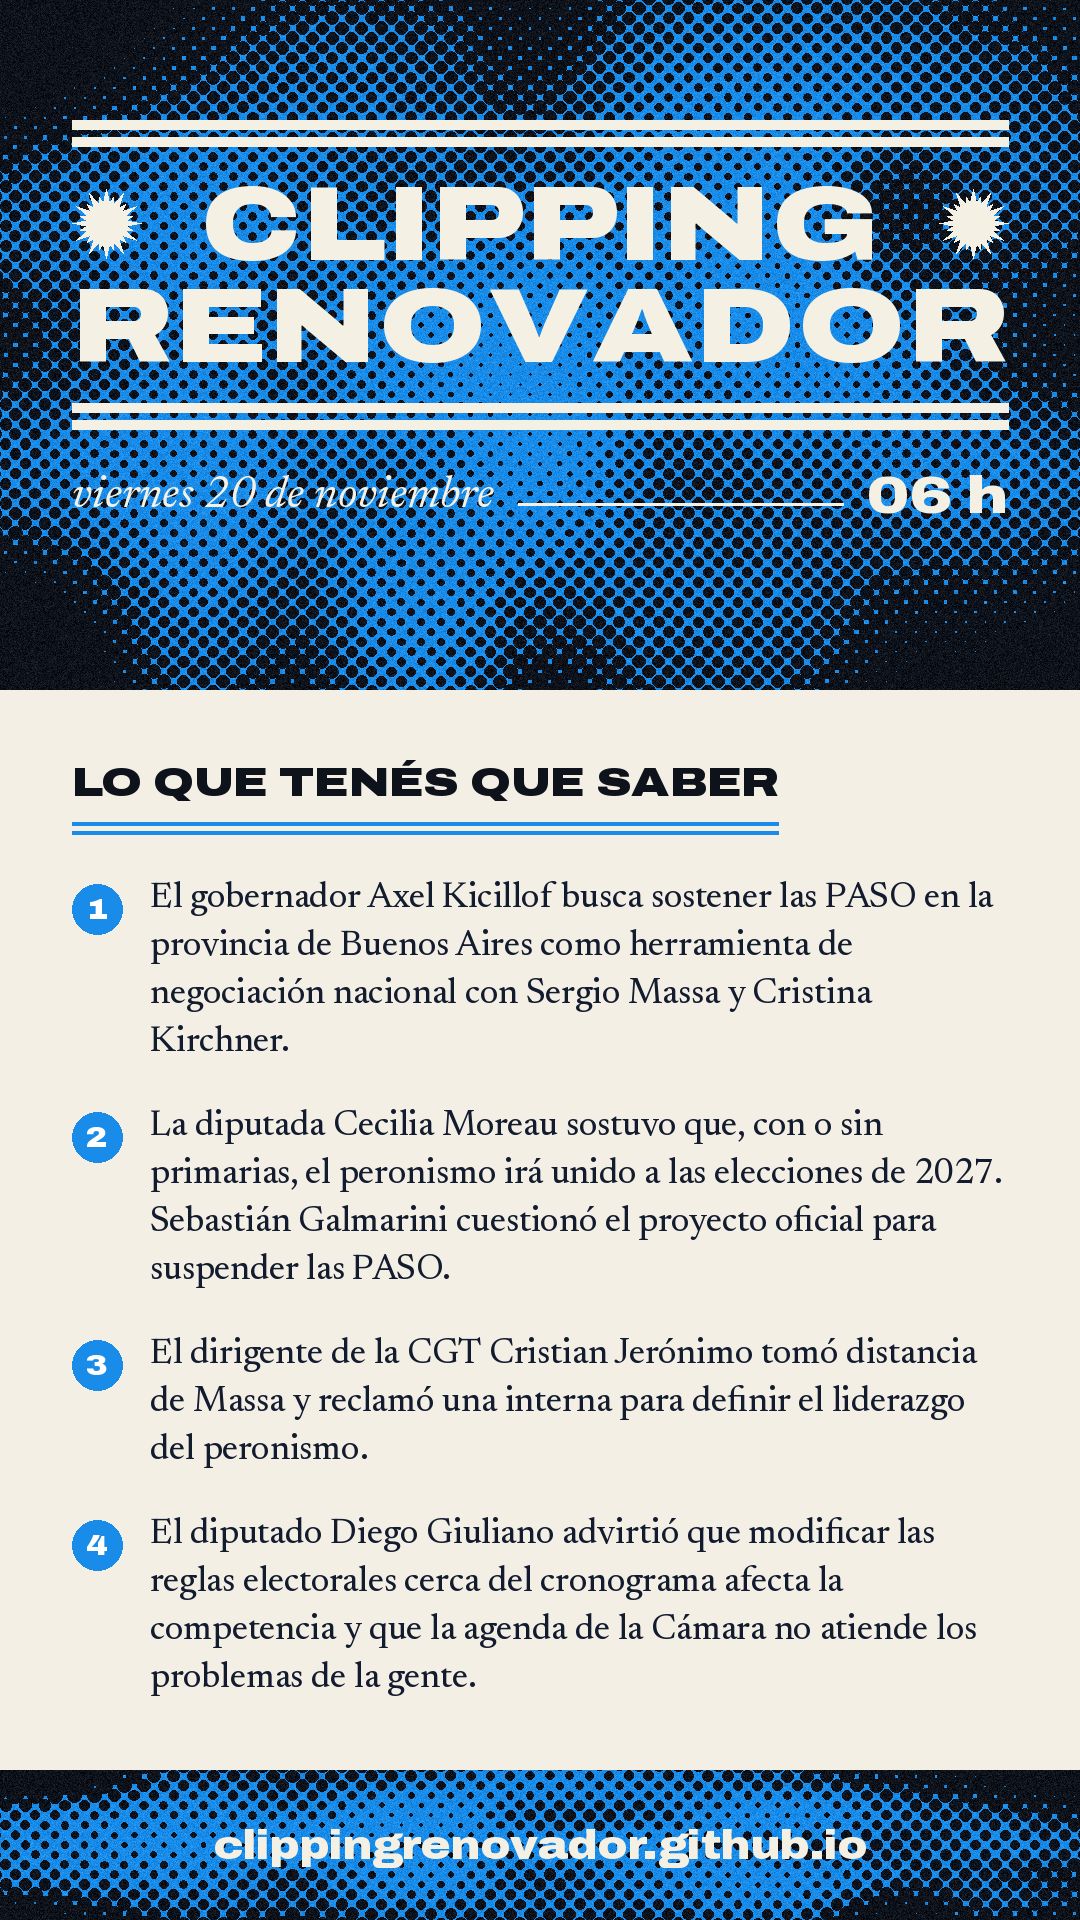 CLIPPING
RENOVADOR
viernes 20 de noviembre
06 h
LO QUE TENÉS QUE SABER
1
El gobernador Axel Kicillof busca sostener las PASO en la
provincia de Buenos Aires como herramienta de
negociación nacional con Sergio Massa y Cristina
Kirchner.
2
La diputada Cecilia Moreau sostuvo que, con o sin
primarias, el peronismo irá unido a las elecciones de 2027.
Sebastián Galmarini cuestionó el proyecto oficial para
suspender las PASO.
3
El dirigente de la CGT Cristian Jerónimo tomó distancia
de Massa y reclamó una interna para definir el liderazgo
del peronismo.
4
El diputado Diego Giuliano advirtió que modificar las
reglas electorales cerca del cronograma afecta la
competencia y que la agenda de la Cámara no atiende los
problemas de la gente.
clippingrenovador.github.io